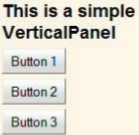 This is a simple
VerticalPanel
Button 1
Button 2
Button 3